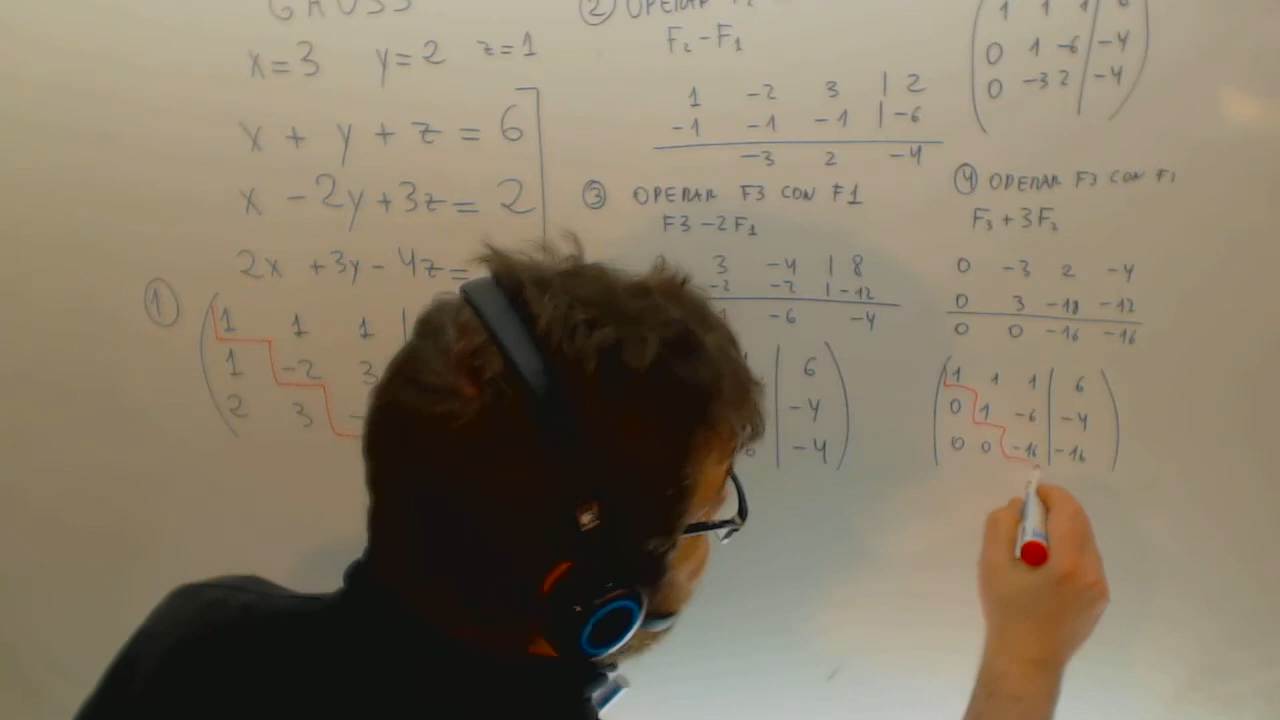 GAUSS
x=3 y=2 z=1
x + y + z = 6
x - 2y + 3z = 2
2x + 3y - 4z =
①
1 1 1 |
1 -2 3
2 3 -
② OPERAR
F₂ - F₁
1 -2 3 | 2
-1 -1 -1 | -6
-3 2 -4
③ OPERAR F3 CON F1
F3 - 2F₁
3 -4 | 8
-2 -2 | -12
1 -6 -4
| 6
| -4
| -4
1 1 1 | 6
0 1 -6 | -4
0 -3 2 | -4
④ OPERAR F3 CON F₁
F₃ + 3F₂
0 -3 2 -4
0 3 -18 -12
0 0 -16 -16
1 1 1 | 6
0 1 -6 | -4
0 0 -16 | -16